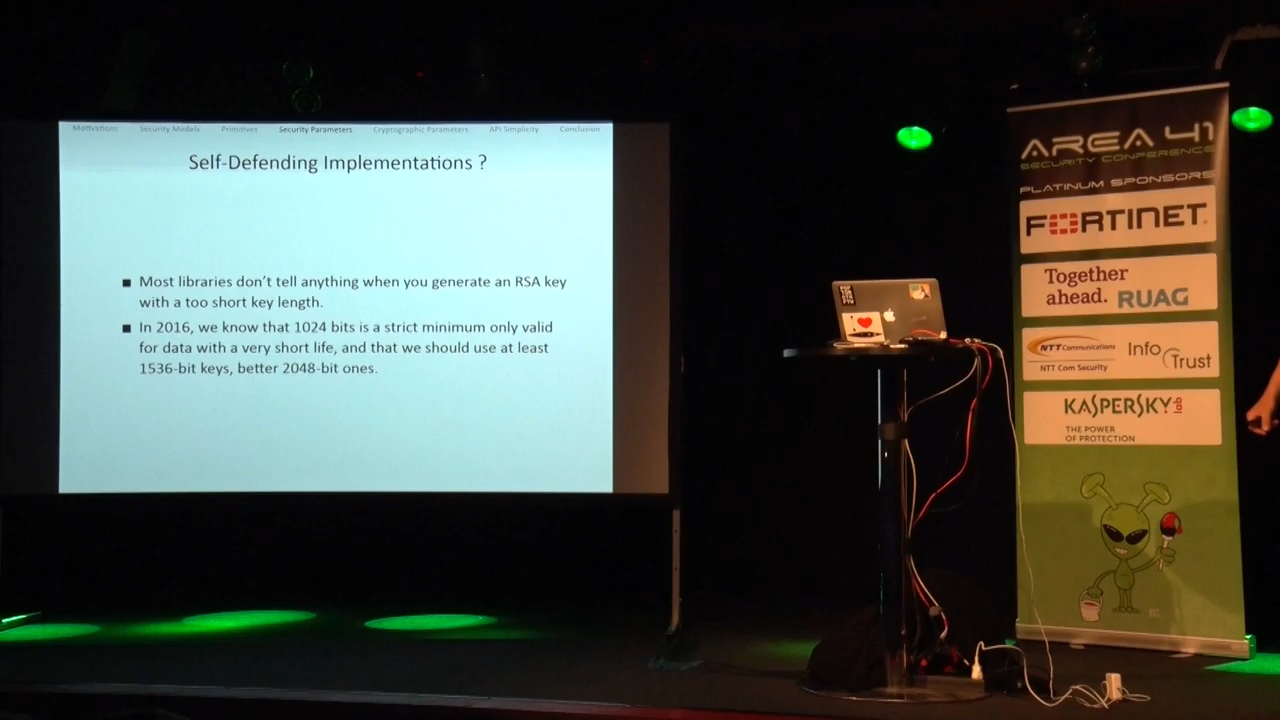 Motivations Security Models Primitives Security Parameters Cryptographic Parameters API Simplicity Conclusion
Self-Defending Implementations ?
Most libraries don't tell anything when you generate an RSA key
with a too short key length.
In 2016, we know that 1024 bits is a strict minimum only valid
for data with a very short life, and that we should use at least
1536-bit keys, better 2048-bit ones.
AREA 41
SECURITY CONFERENCE
PLATINUM SPONSORS
FORTINET
Together
ahead. RUAG
NTT Communications
NTT Com Security
Info
Trust
KASPERSKY lab
THE POWER
OF PROTECTION